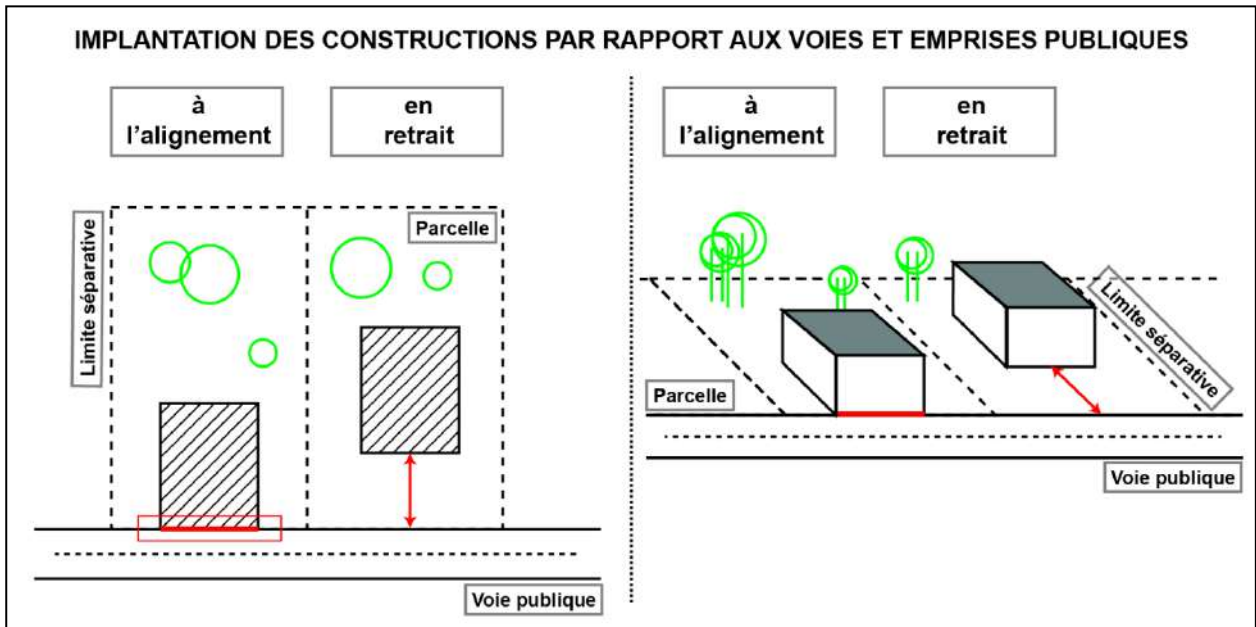 IMPLANTATION DES CONSTRUCTIONS PAR RAPPORT AUX VOIES ET EMPRISES PUBLIQUES
à
l'alignement
en
retrait
Limite séparative
Parcelle
Voie publique
à
l'alignement
en
retrait
Limite séparative
Parcelle
Voie publique